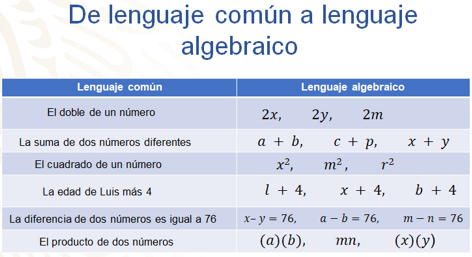 De lenguaje común a lenguaje
algebraico
Lenguaje común Lenguaje algebraico
El doble de un número 2x, 2y, 2m
La suma de dos números diferentes a + b, c + p, x + y
El cuadrado de un número x², m², r²
La edad de Luis más 4 l + 4, x + 4, b + 4
La diferencia de dos números es igual a 76 x– y = 76, a − b = 76, m − n = 76
El producto de dos números (a)(b), mn, (x)(y)